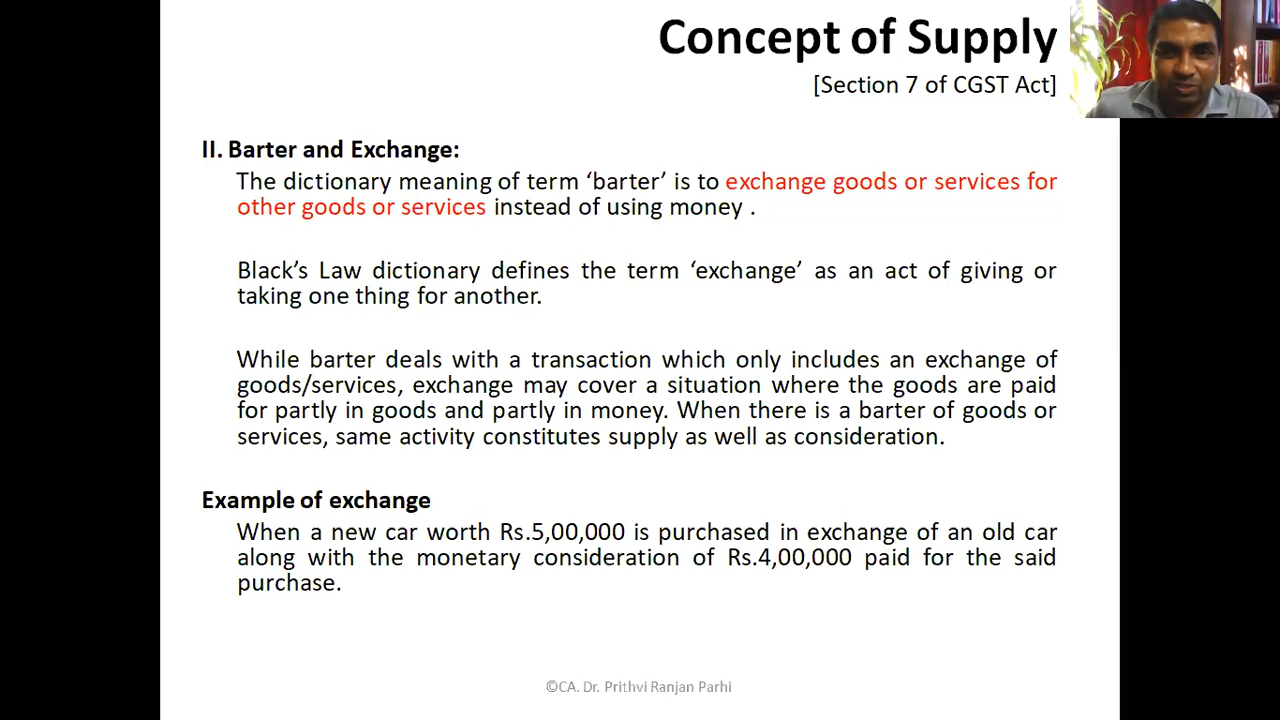 Concept of Supply
[Section 7 of CGST Act]
II. Barter and Exchange:
The dictionary meaning of term ‘barter’ is to exchange goods or services for
other goods or services instead of using money .
Black’s Law dictionary defines the term ‘exchange’ as an act of giving or
taking one thing for another.
While barter deals with a transaction which only includes an exchange of
goods/services, exchange may cover a situation where the goods are paid
for partly in goods and partly in money. When there is a barter of goods or
services, same activity constitutes supply as well as consideration.
Example of exchange
When a new car worth Rs.5,00,000 is purchased in exchange of an old car
along with the monetary consideration of Rs.4,00,000 paid for the said
purchase.
©CA. Dr. Prithvi Ranjan Parhi